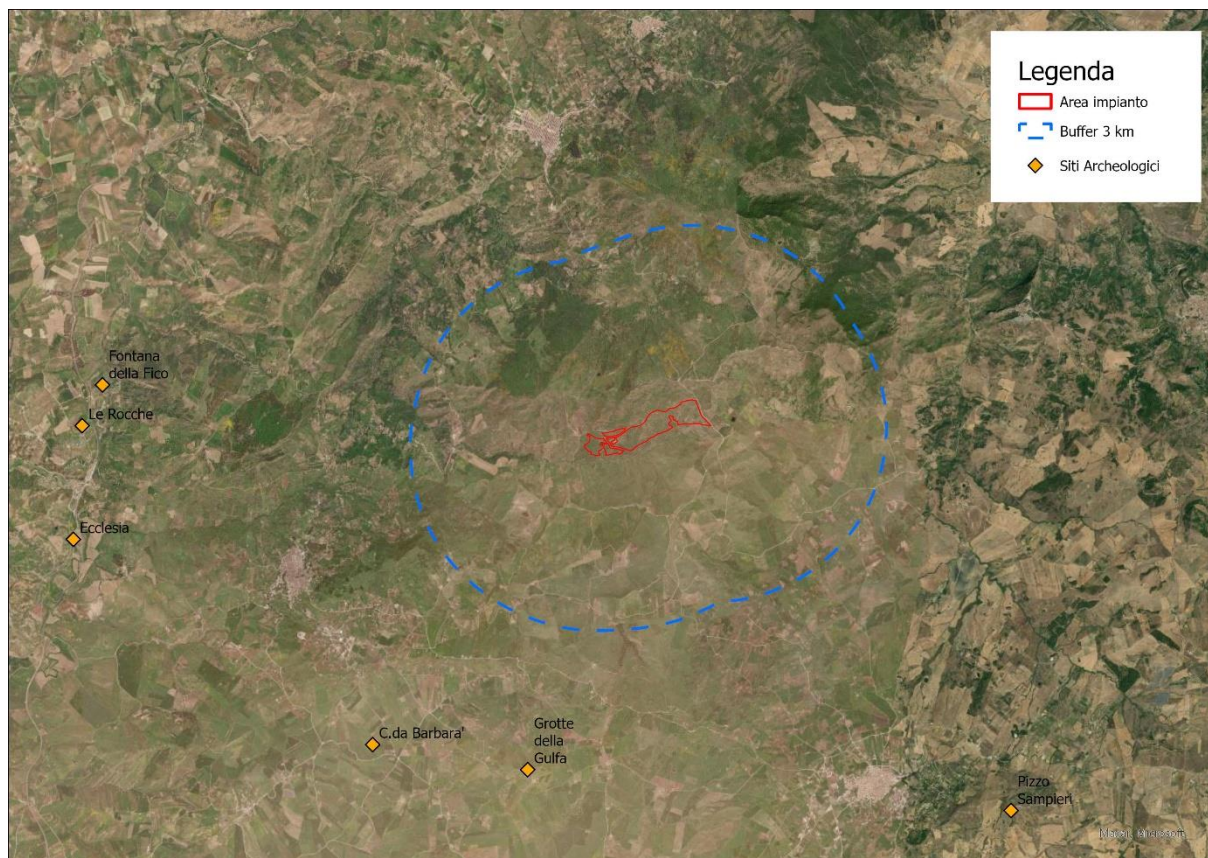 Legenda
Area impianto
Buffer 3 km
Siti Archeologici
Fontana
della Fico
Le Rocche
Ecclesia
C.da Barbara'
Grotte
della
Gulfa
Pizzo
Sampieri
Microsoft